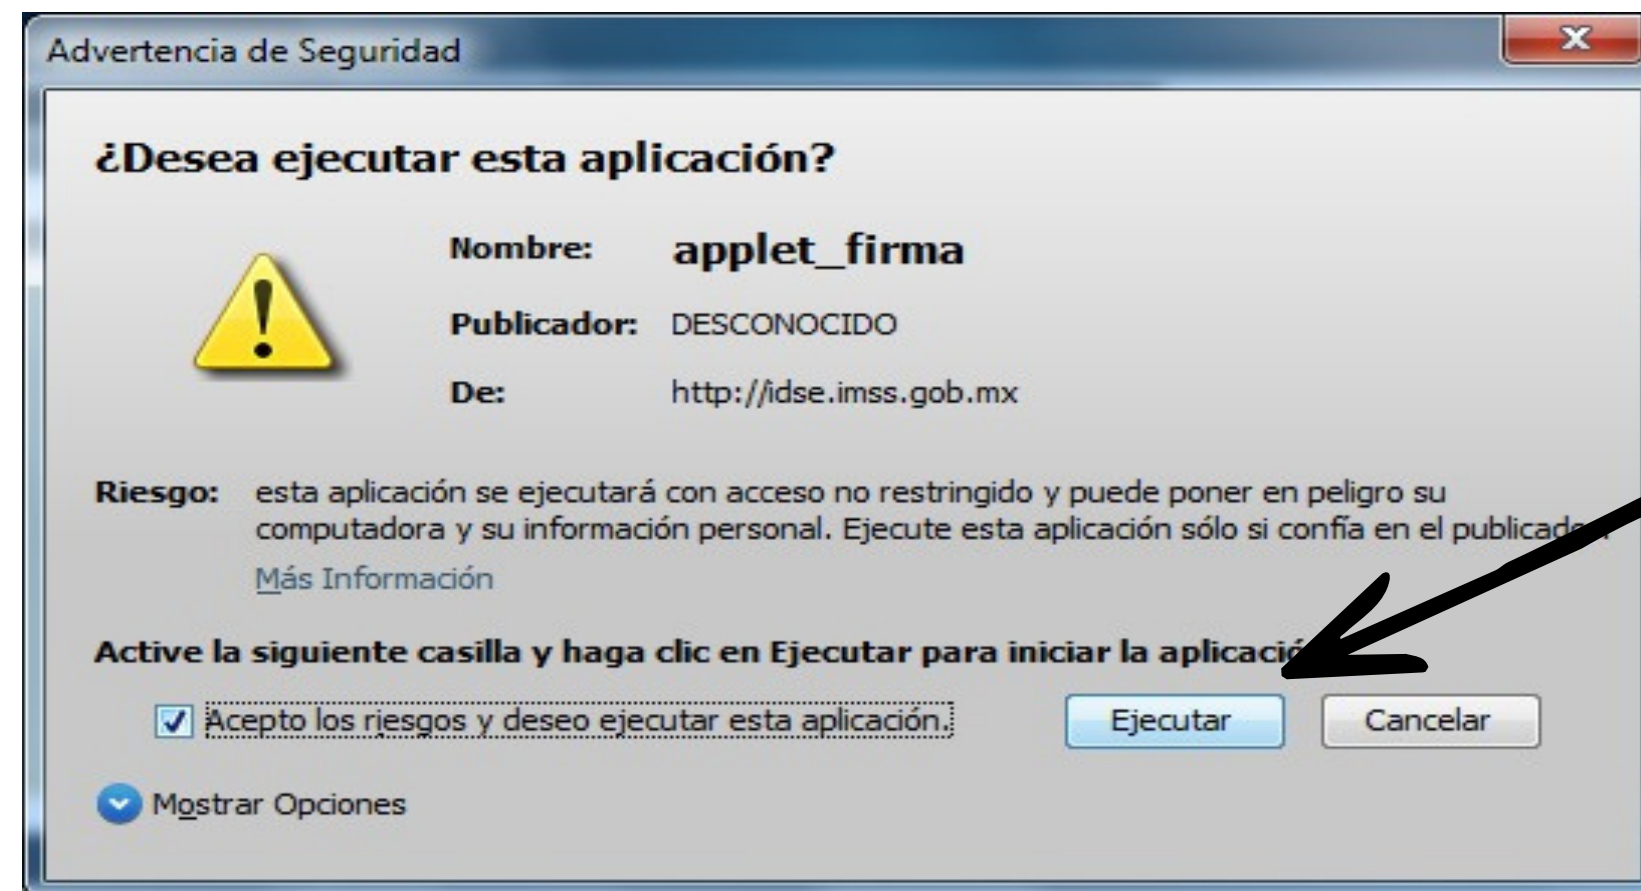 Advertencia de Seguridad
¿Desea ejecutar esta aplicación?
Nombre: applet_firma
Publicador: DESCONOCIDO
De: http://idse.imss.gob.mx
Riesgo: esta aplicación se ejecutará con acceso no restringido y puede poner en peligro su
computadora y su información personal. Ejecute esta aplicación sólo si confía en el publicador
Más Información
Active la siguiente casilla y haga clic en Ejecutar para iniciar la aplicación
Acepto los riesgos y deseo ejecutar esta aplicación.
Ejecutar Cancelar
Mostrar Opciones